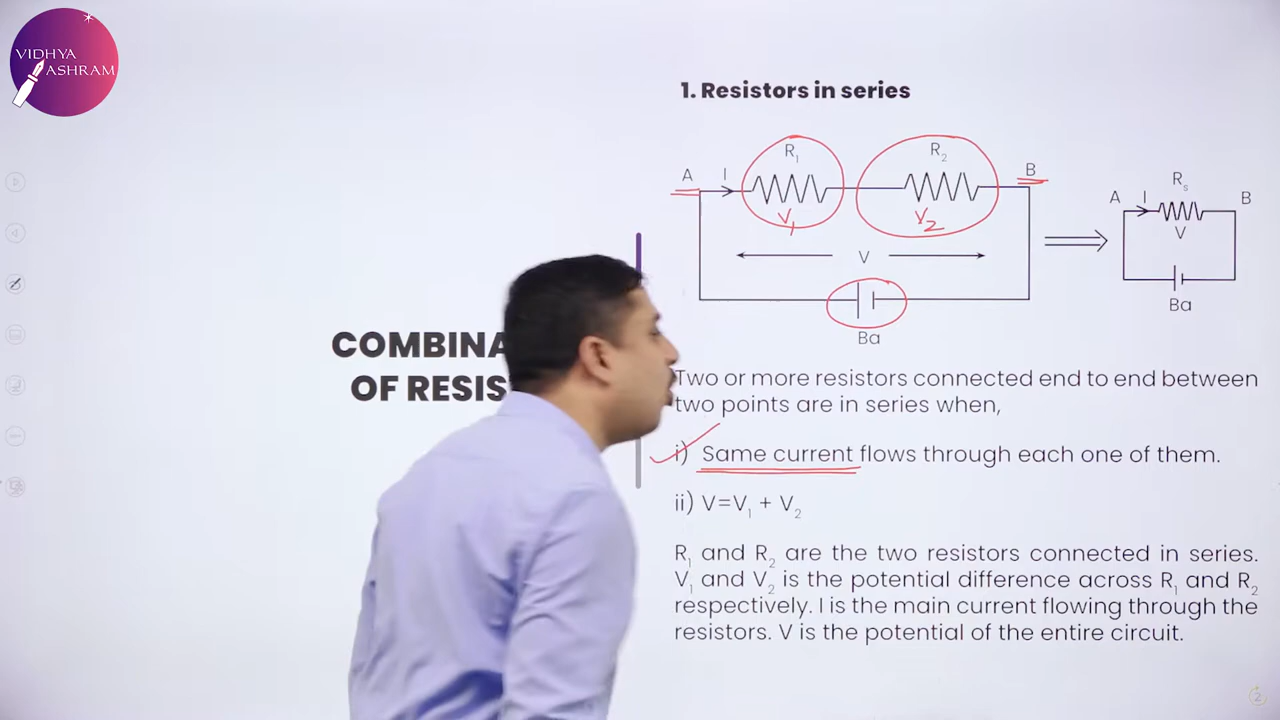 VIDHYA
ASHRAM
1. Resistors in series
R₁
R₂
A
I
B
V₁
V₂
V
Ba
R_s
A
I
B
V
Ba
COMBINA
OF RESIS
Two or more resistors connected end to end between
two points are in series when,
i) Same current flows through each one of them.
ii) V=V₁ + V₂
R₁ and R₂ are the two resistors connected in series.
V₁ and V₂ is the potential difference across R₁ and R₂
respectively. I is the main current flowing through the
resistors. V is the potential of the entire circuit.
2